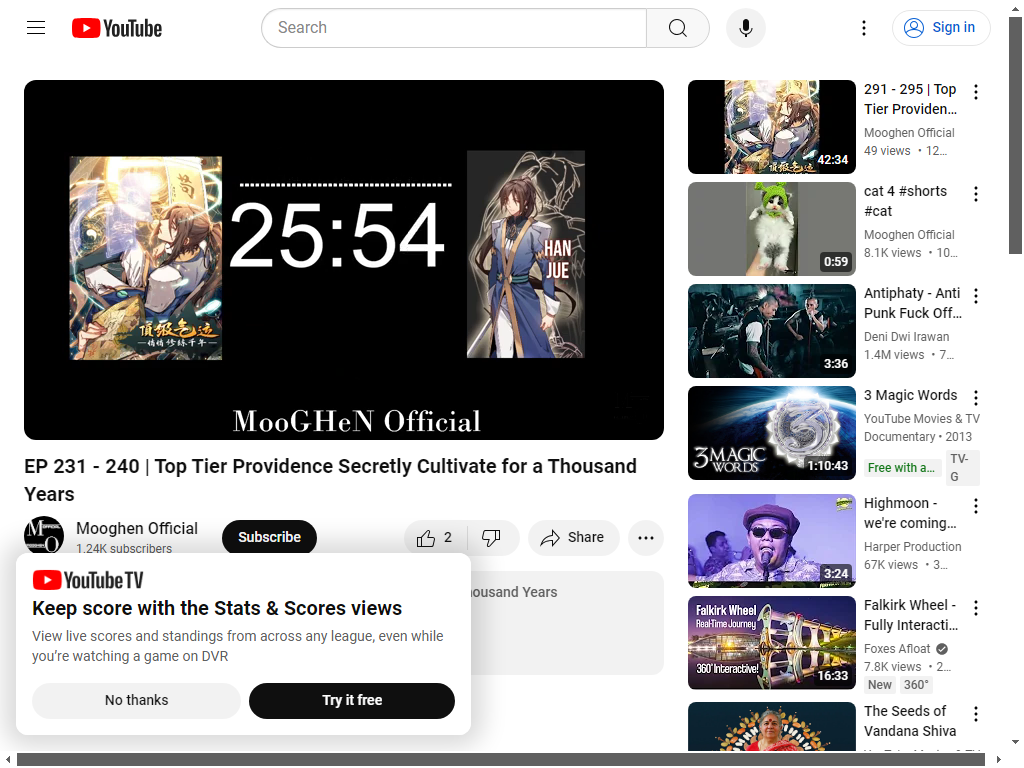 YouTube
Search
Sign in
25:54
HAN
JUE
頂級气运
悄悄修练千年
MooGHeN Official
EP 231 - 240 | Top Tier Providence Secretly Cultivate for a Thousand
Years
Mooghen Official
1.24K subscribers
Subscribe
2
Share
housand Years
YouTube TV
Keep score with the Stats & Scores views
View live scores and standings from across any league, even while
you're watching a game on DVR
No thanks
Try it free
42:34
291 - 295 | Top
Tier Providen...
Mooghen Official
49 views • 12...
0:59
cat 4 #shorts
#cat
Mooghen Official
8.1K views • 10...
3:36
Antiphaty - Anti
Punk Fuck Off...
Deni Dwi Irawan
1.4M views • 7...
3 MAGIC
WORDS
1:10:43
3 Magic Words
YouTube Movies & TV
Documentary • 2013
Free with a...
TV-
G
3:24
Highmoon -
we're coming...
Harper Production
67K views • 3...
Falkirk Wheel
Real-Time Journey
360° Interactive!
16:33
Falkirk Wheel -
Fully Interacti...
Foxes Afloat
7.8K views • 2...
New
360°
The Seeds of
Vandana Shiva